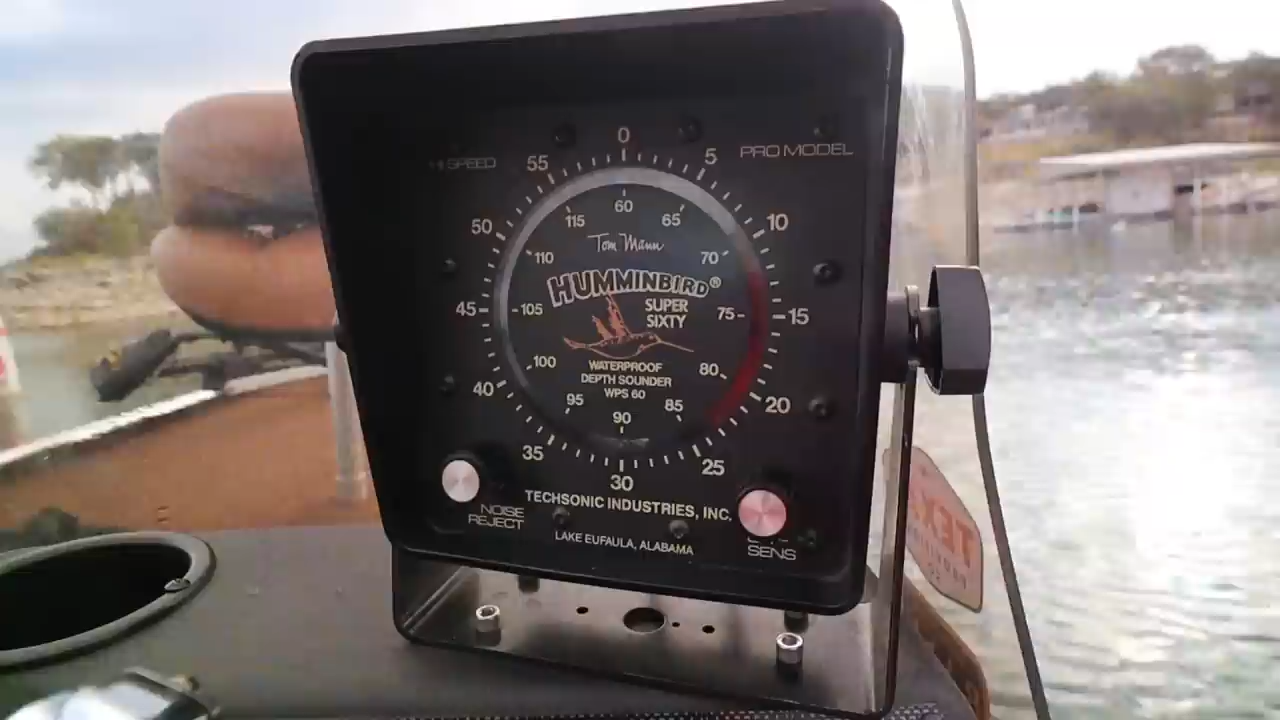 0
55
5
HI SPEED
PRO MODEL
50
10
115
60
65
Tom Mann
110
70
HUMMINBIRD®
45
105
SUPER
SIXTY
75
15
100
WATERPROOF
80
DEPTH SOUNDER
40
WPS 60
20
95
85
90
35
25
30
TECHSONIC INDUSTRIES, INC.
NOISE
REJECT
LAKE EUFAULA, ALABAMA
SENS